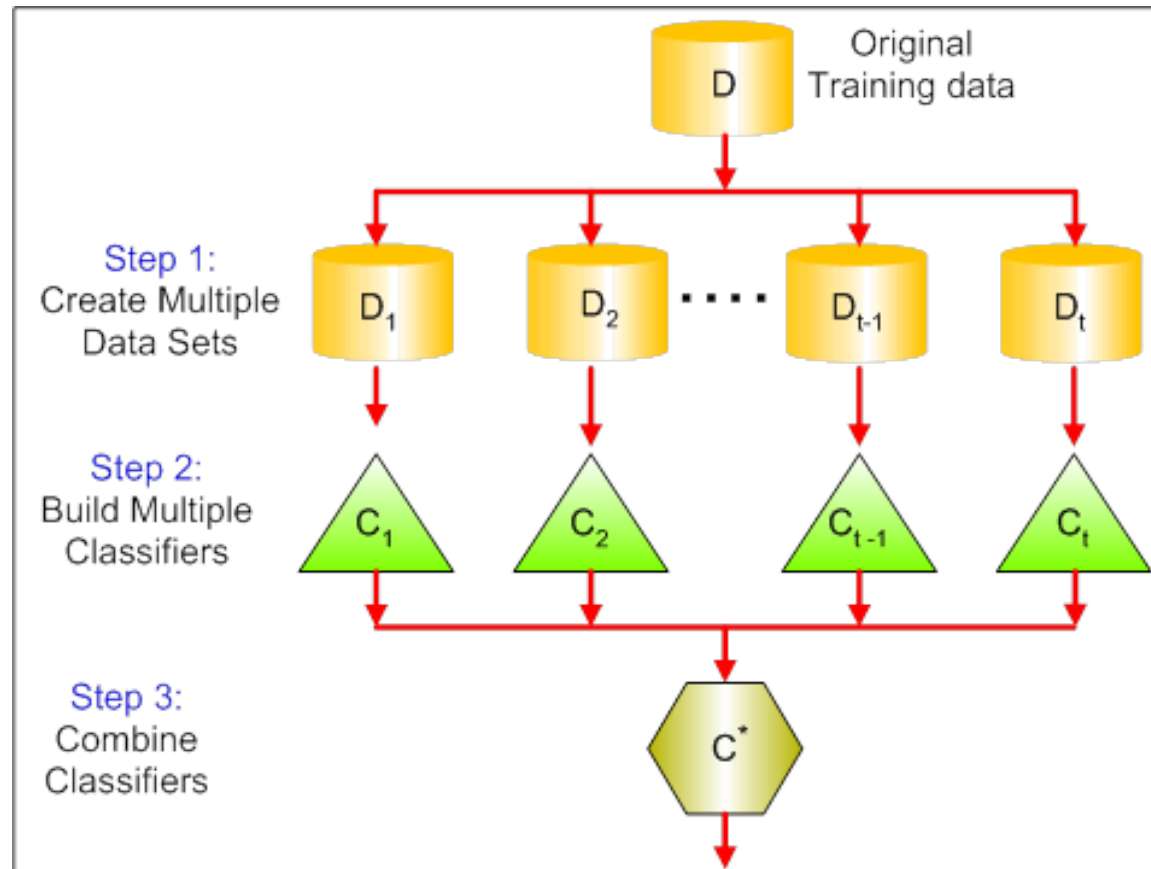 D
Original
Training data
Step 1:
Create Multiple
Data Sets
D1
D2
....
Dt-1
Dt
Step 2:
Build Multiple
Classifiers
C1
C2
Ct -1
Ct
Step 3:
Combine
Classifiers
C*